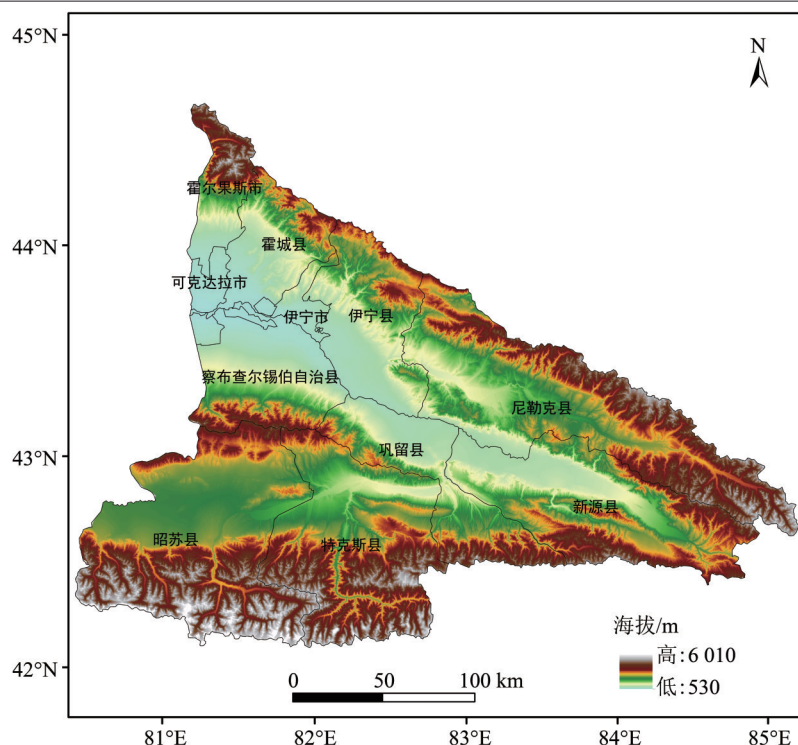 45°N
N
霍尔果斯市
44°N
霍城县
可克达拉市
伊宁市
伊宁县
察布查尔锡伯自治县
尼勒克县
43°N
巩留县
新源县
昭苏县
特克斯县
海拔/m
高:6 010
低:530
42°N
0 50 100 km
81°E 82°E 83°E 84°E 85°E